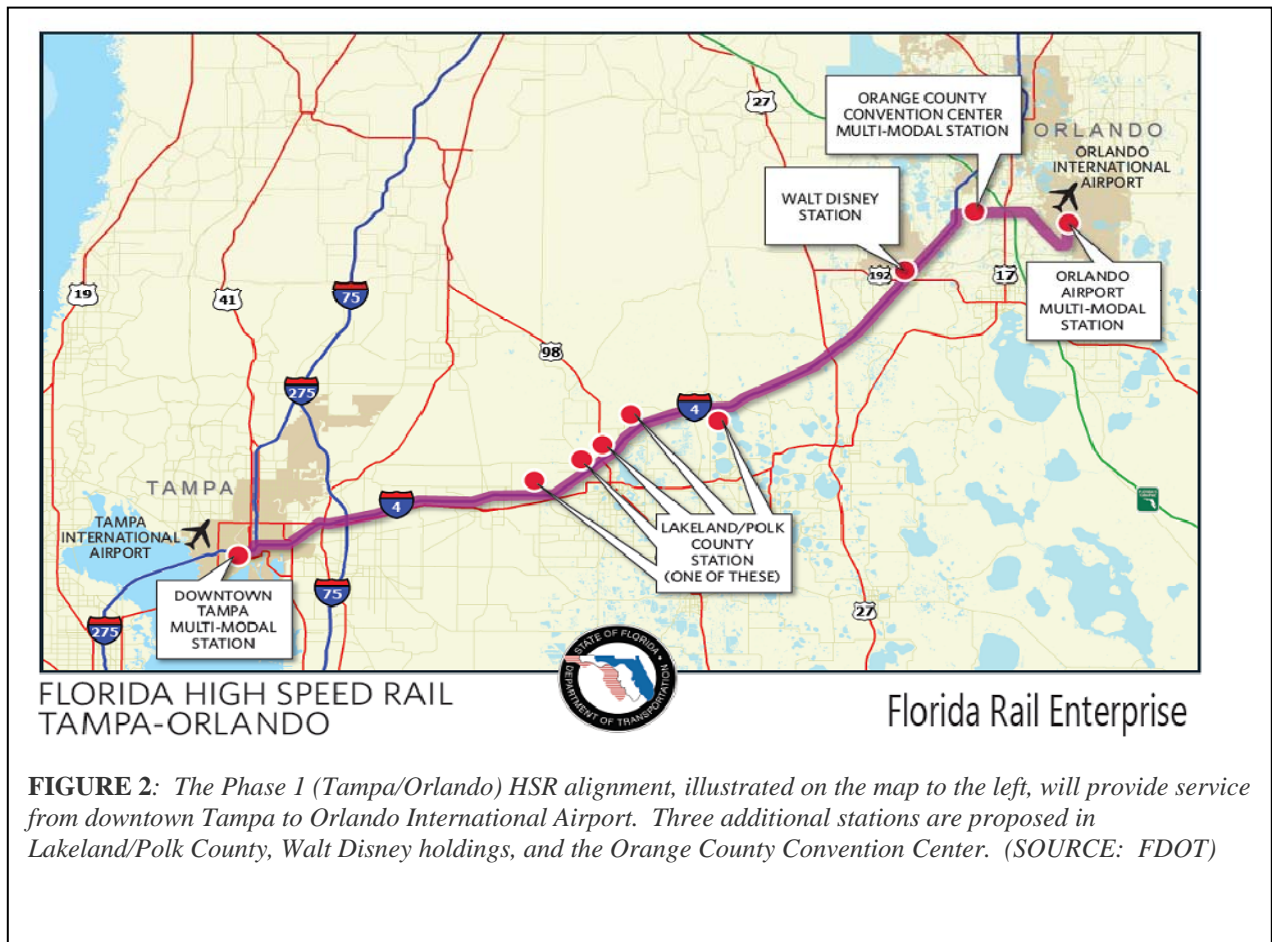 27
ORANGE COUNTY
CONVENTION CENTER
MULTI-MODAL STATION
ORLANDO
ORLANDO
INTERNATIONAL
AIRPORT
WALT DISNEY
STATION
192
17
ORLANDO
AIRPORT
MULTI-MODAL
STATION
19
41
75
98
275
4
TAMPA
4
TAMPA
INTERNATIONAL
AIRPORT
LAKELAND/POLK
COUNTY
STATION
(ONE OF THESE)
DOWNTOWN
TAMPA
MULTI-MODAL
STATION
75
275
27
STATE OF FLORIDA
DEPARTMENT OF TRANSPORTATION
FLORIDA HIGH SPEED RAIL
TAMPA-ORLANDO
Florida Rail Enterprise
FIGURE 2: The Phase 1 (Tampa/Orlando) HSR alignment, illustrated on the map to the left, will provide service
from downtown Tampa to Orlando International Airport. Three additional stations are proposed in
Lakeland/Polk County, Walt Disney holdings, and the Orange County Convention Center. (SOURCE: FDOT)